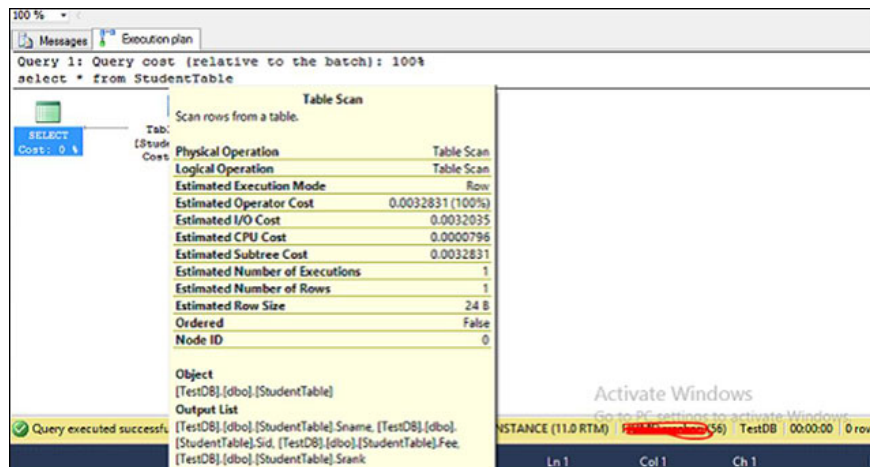 100 %
Messages Execution plan
Query 1: Query cost (relative to the batch): 100%
select * from StudentTable
Table Scan
Scan rows from a table.
SELECT
Cost: 0 %
Tab
[Stude
Cost
Physical Operation Table Scan
Logical Operation Table Scan
Estimated Execution Mode Row
Estimated Operator Cost 0.0032831 (100%)
Estimated I/O Cost 0.0032035
Estimated CPU Cost 0.0000796
Estimated Subtree Cost 0.0032831
Estimated Number of Executions 1
Estimated Number of Rows 1
Estimated Row Size 24 B
Ordered False
Node ID 0
Object
[TestDB].[dbo].[StudentTable]
Output List
[TestDB].[dbo].[StudentTable].Sname, [TestDB].[dbo].
[StudentTable].Sid, [TestDB].[dbo].[StudentTable].Fee,
[TestDB].[dbo].[StudentTable].Srank
Activate Windows
Go to PC settings to activate Windows.
Query executed successfu
NSTANCE (11.0 RTM) (56) TestDB 00:00:00 0 row
Ln 1 Col 1 Ch 1